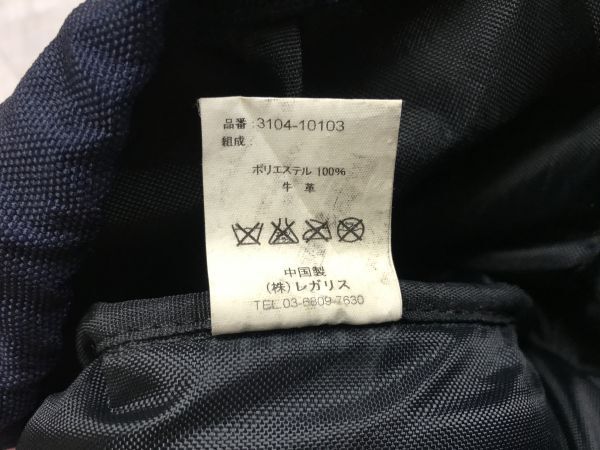 品番:3104-10103
組成:
ポリエステル 100%
牛 革
中国製
(株)レガリス
TEL.03-6809-7630